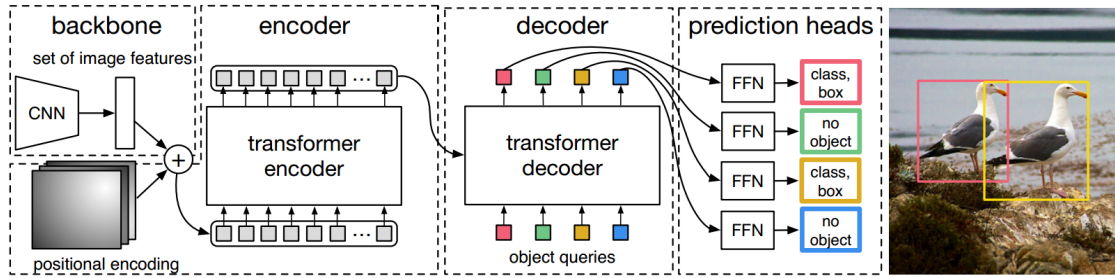 backbone
set of image features
CNN
+
positional encoding
encoder
...
transformer
encoder
...
decoder
transformer
decoder
object queries
prediction heads
FFN
class,
box
FFN
no
object
FFN
class,
box
FFN
no
object